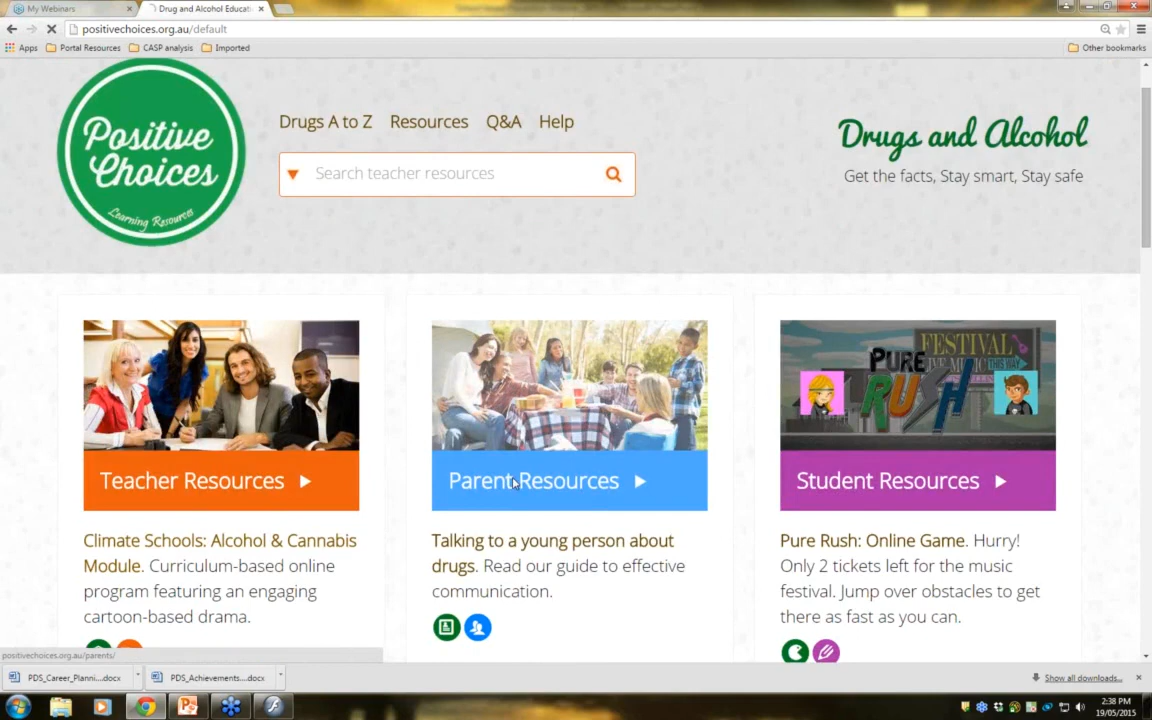 My Webinars
Drug and Alcohol Educati
positivechoices.org.au/default
Apps
Portal Resources
CASP analysis
Imported
Other bookmarks
Positive
Choices
Learning Resources
Drugs A to Z
Resources
Q&A
Help
Search teacher resources
Drugs and Alcohol
Get the facts, Stay smart, Stay safe
Teacher Resources
Climate Schools: Alcohol & Cannabis
Module. Curriculum-based online
program featuring an engaging
cartoon-based drama.
Parent Resources
Talking to a young person about
drugs. Read our guide to effective
communication.
FESTIVAL
LIVE MUSIC THIS WAY
PURE
RUSH
Student Resources
Pure Rush: Online Game. Hurry!
Only 2 tickets left for the music
festival. Jump over obstacles to get
there as fast as you can.
positivechoices.org.au/parents/
PDS_Career_Planni....docx
PDS_Achievements....docx
Show all downloads...
2:38 PM
19/05/2015